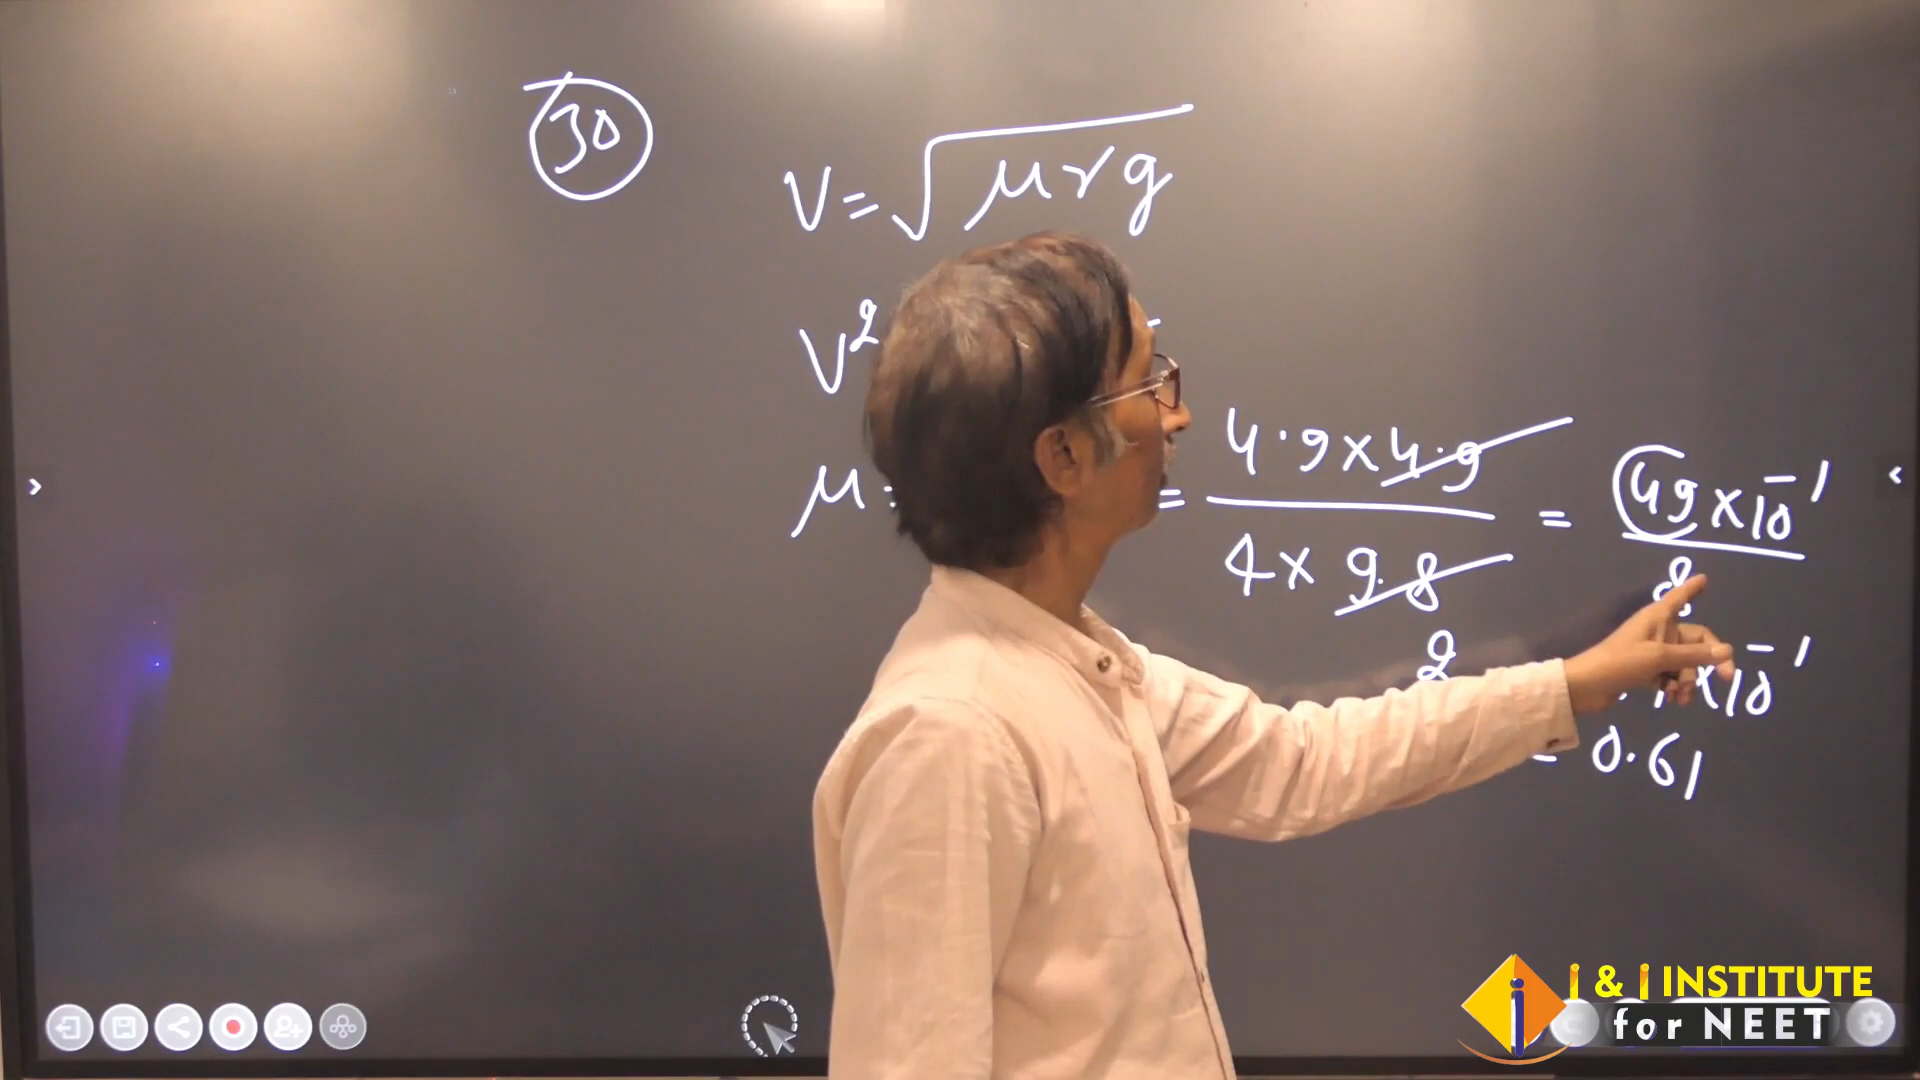 30
V = √μrg
V²
μ = = 4.9 × 4.9 / 4 × 9.8 = 49 × 10⁻¹ / 8
2
× 10⁻¹
= 0.61
i & i INSTITUTE
for NEET